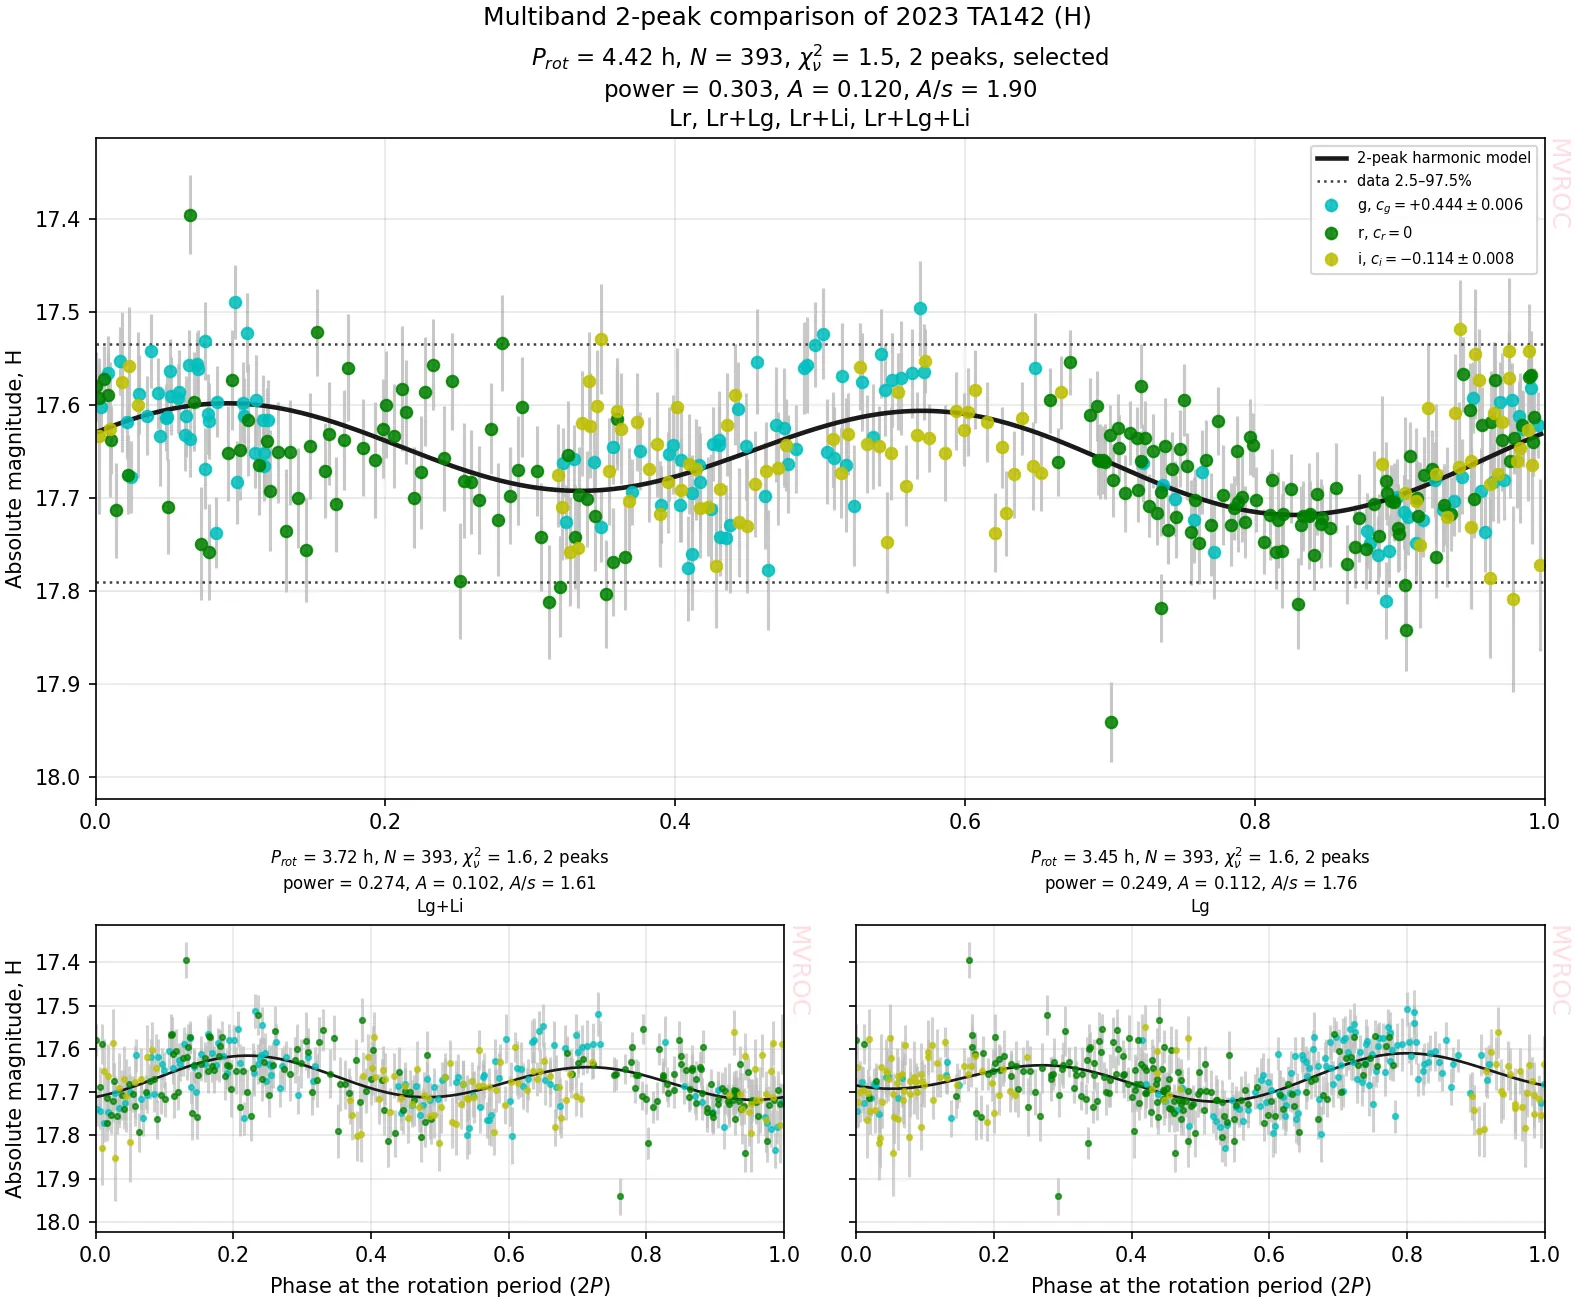 Multiband 2-peak comparison of 2023 TA142 (H)
P_rot = 4.42 h, N = 393, χ²_ν = 1.5, 2 peaks, selected
power = 0.303, A = 0.120, A/s = 1.90
Lr, Lr+Lg, Lr+Li, Lr+Lg+Li
2-peak harmonic model
data 2.5–97.5%
g, c_g = +0.444 ± 0.006
r, c_r = 0
i, c_i = −0.114 ± 0.008
MVROC
Absolute magnitude, H
17.4
17.5
17.6
17.7
17.8
17.9
18.0
0.0 0.2 0.4 0.6 0.8 1.0
P_rot = 3.72 h, N = 393, χ²_ν = 1.6, 2 peaks
power = 0.274, A = 0.102, A/s = 1.61
Lg+Li
MVROC
Absolute magnitude, H
17.4
17.5
17.6
17.7
17.8
17.9
18.0
0.0 0.2 0.4 0.6 0.8 1.0
Phase at the rotation period (2P)
P_rot = 3.45 h, N = 393, χ²_ν = 1.6, 2 peaks
power = 0.249, A = 0.112, A/s = 1.76
Lg
MVROC
0.0 0.2 0.4 0.6 0.8 1.0
Phase at the rotation period (2P)